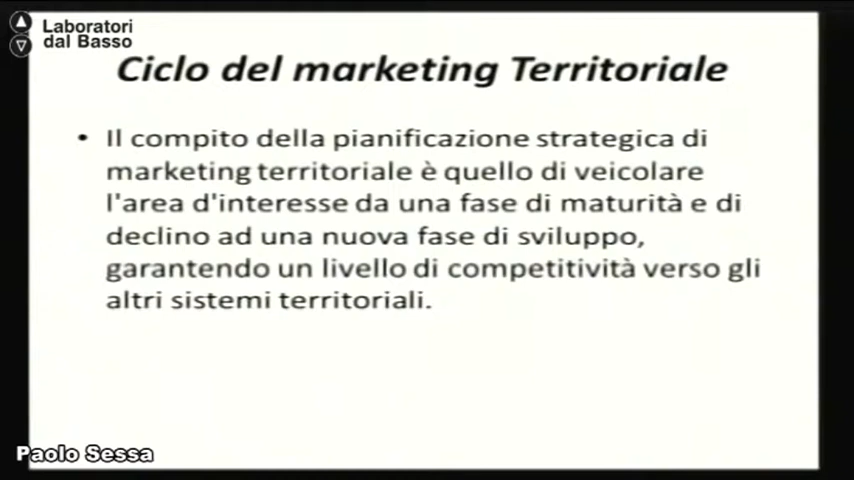 Laboratori
dal Basso
Ciclo del marketing Territoriale
• Il compito della pianificazione strategica di
marketing territoriale è quello di veicolare
l'area d'interesse da una fase di maturità e di
declino ad una nuova fase di sviluppo,
garantendo un livello di competitività verso gli
altri sistemi territoriali.
Paolo Sessa